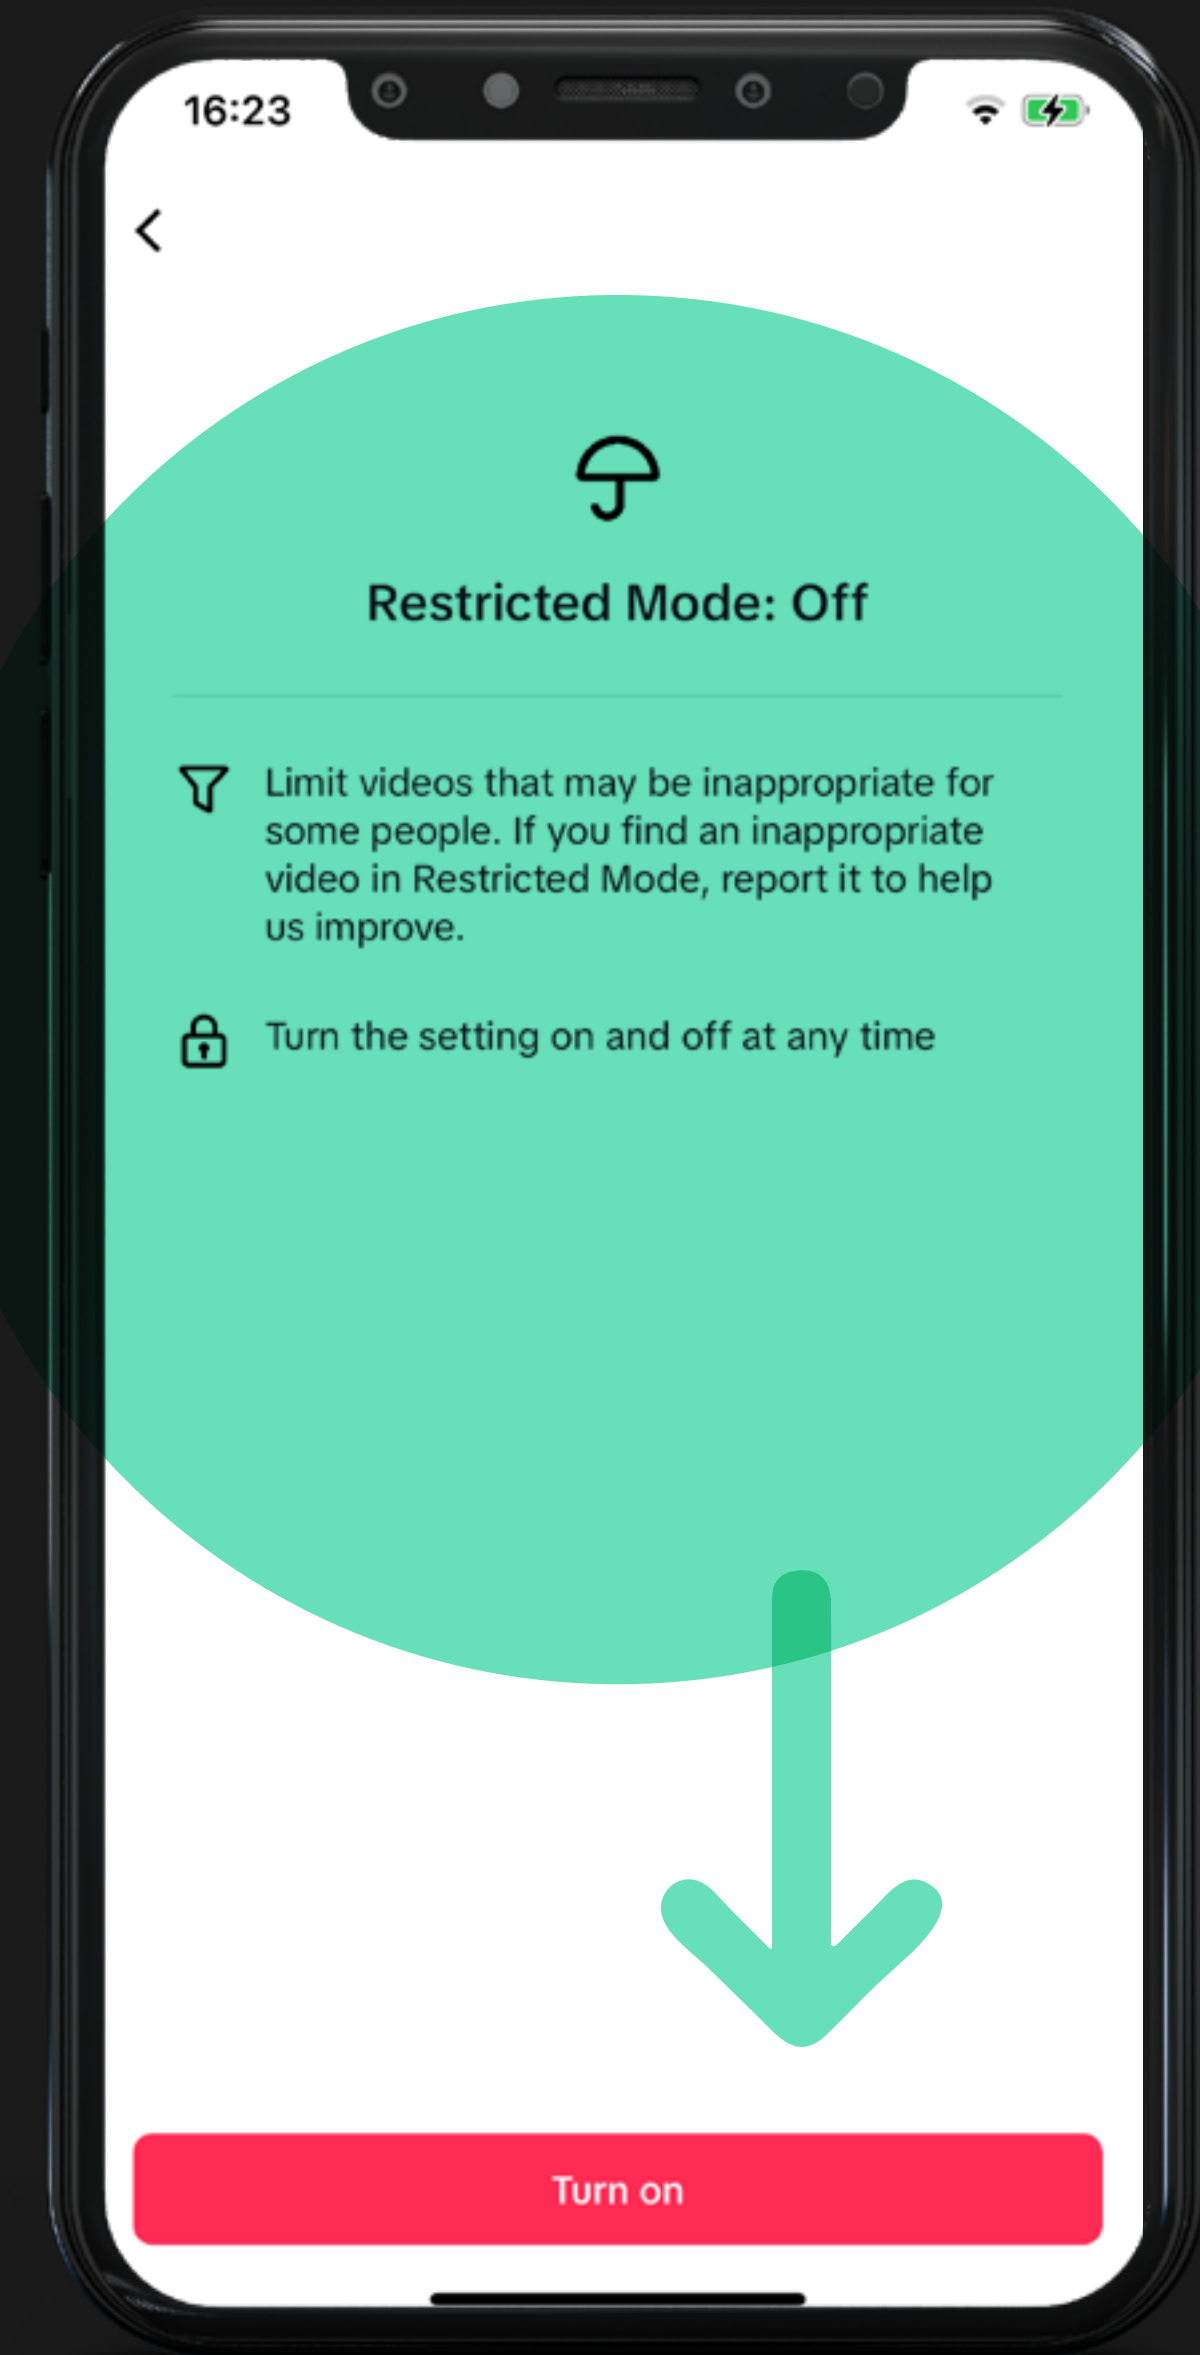 16:23
Restricted Mode: Off
Limit videos that may be inappropriate for
some people. If you find an inappropriate
video in Restricted Mode, report it to help
us improve.
Turn the setting on and off at any time
Turn on